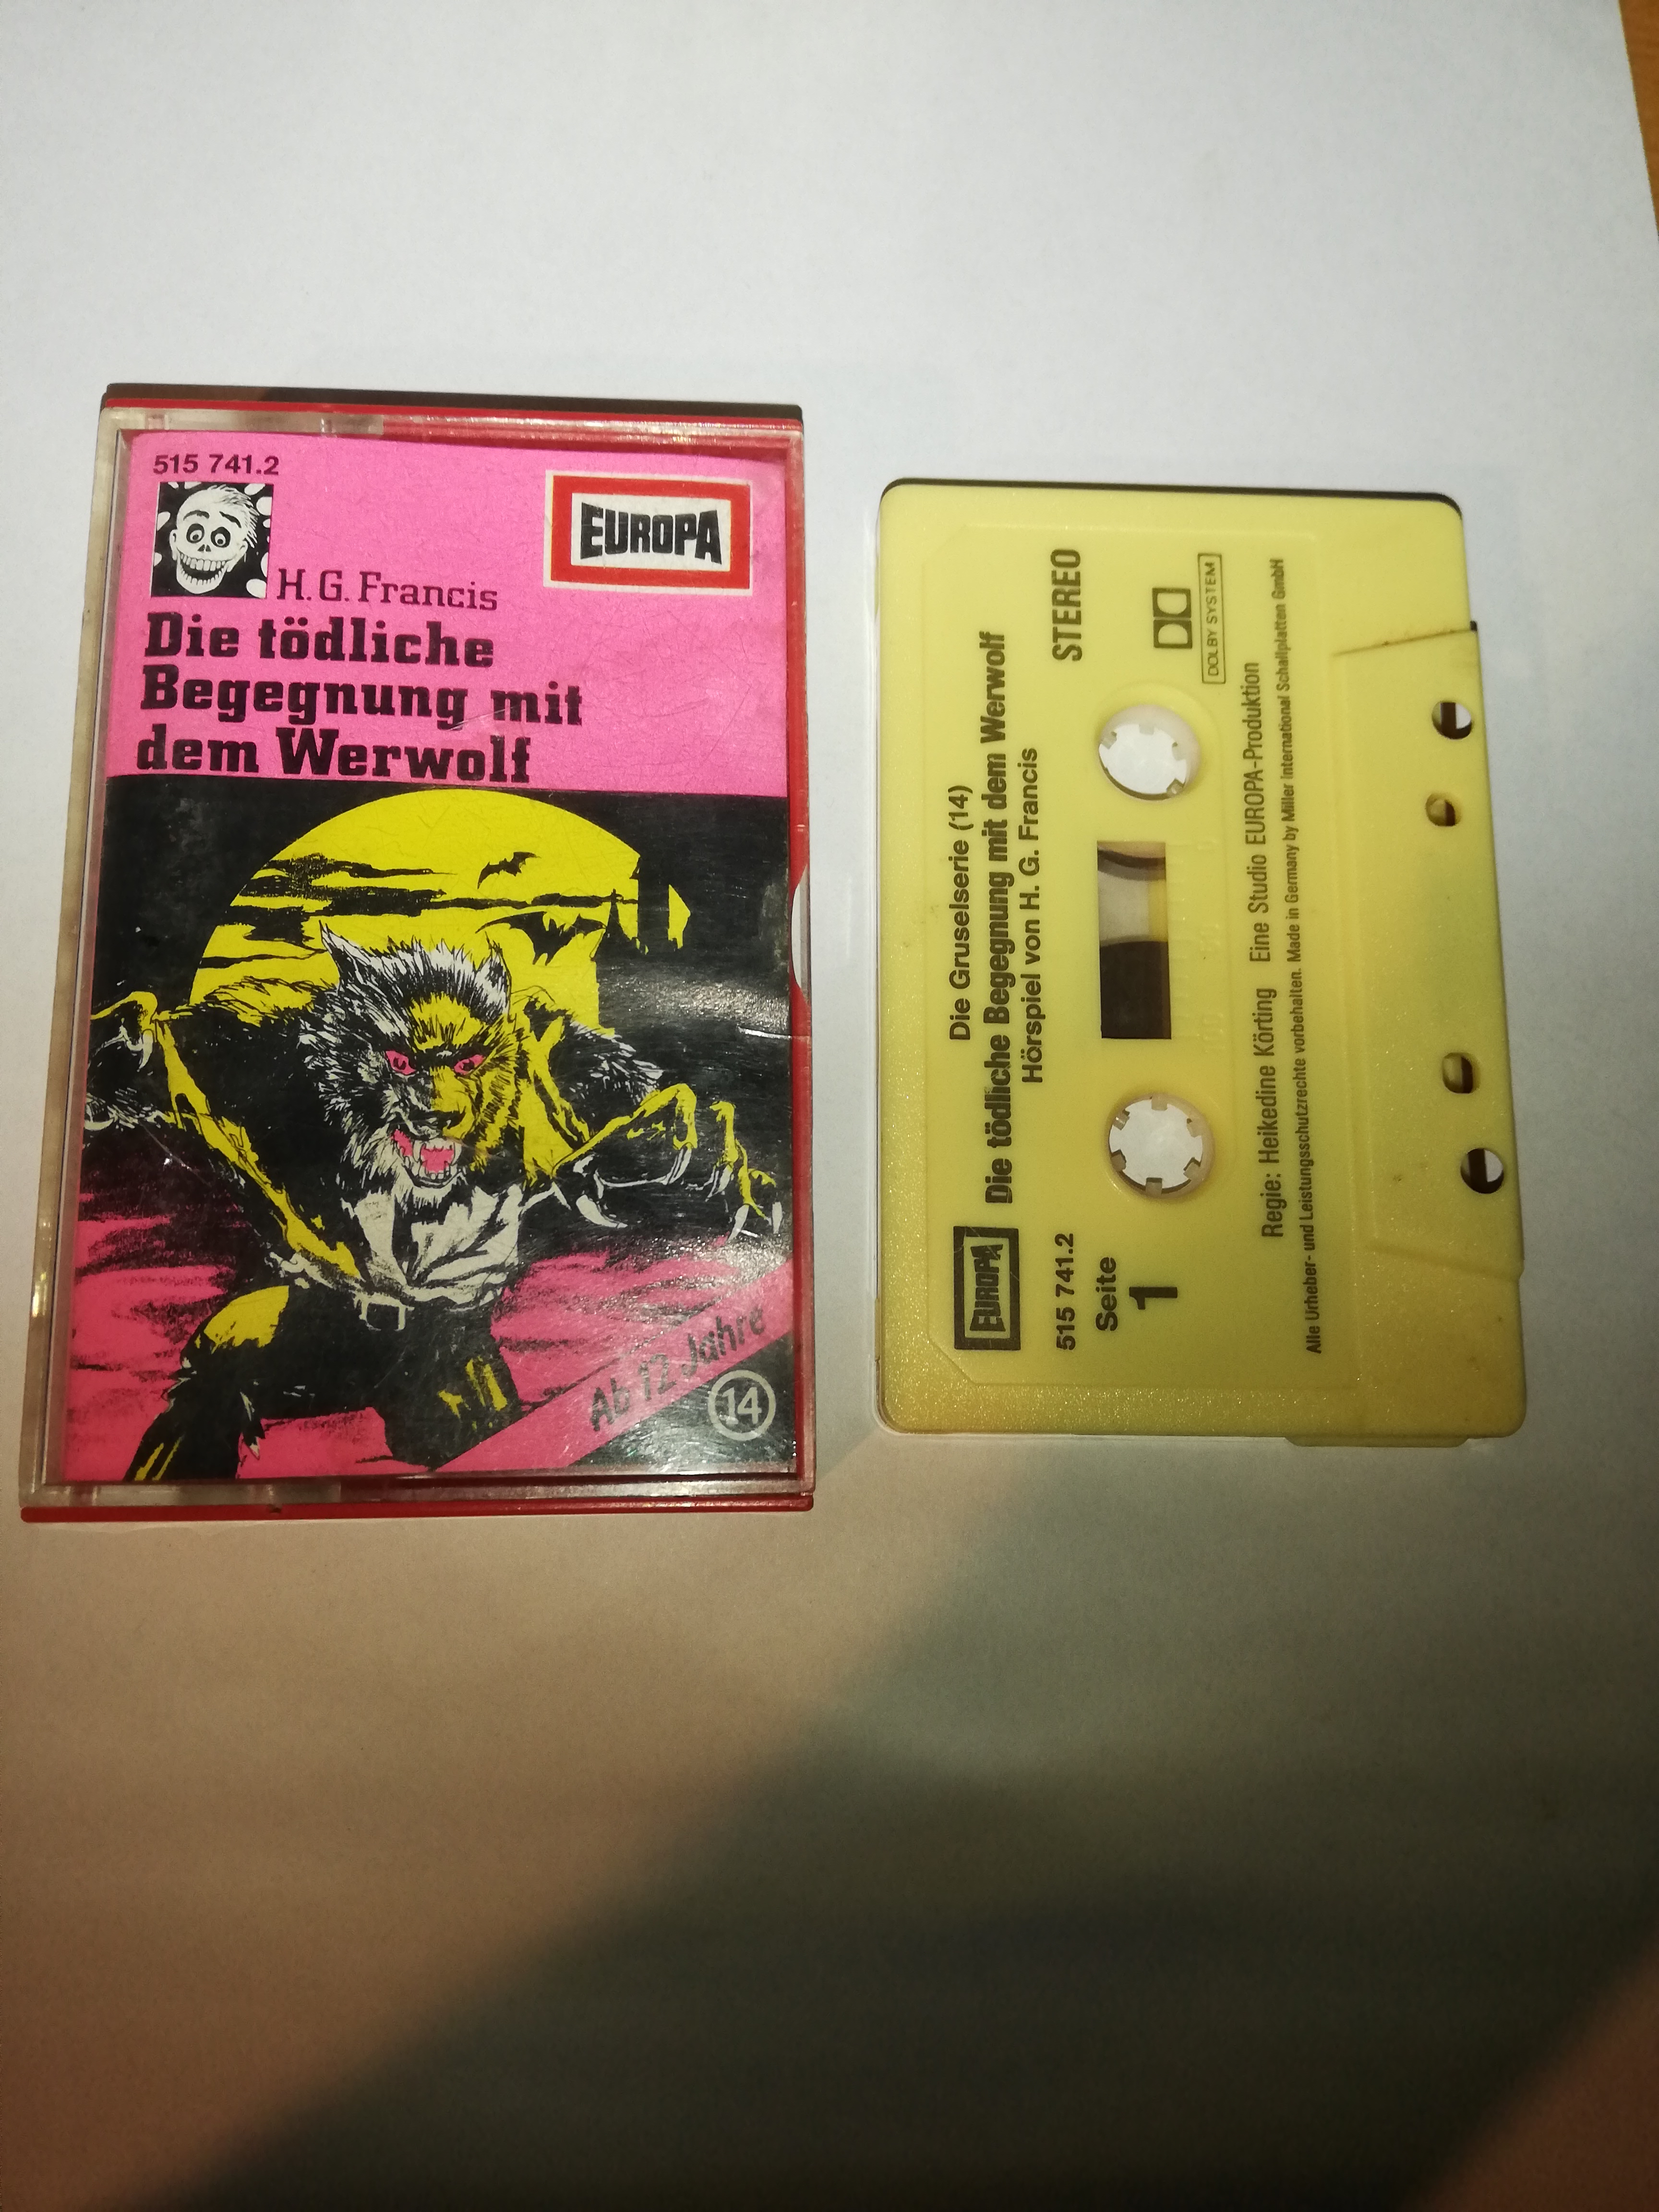 515 741.2
EUROPA
H.G. Francis
Die tödliche
Begegnung mit
dem Werwolf
Ab 12 Jahre
14
Die Gruselserie (14)
Die tödliche Begegnung mit dem Werwolf
Hörspiel von H. G. Francis
EUROPA
515 741.2
STEREO
Seite
1
DOLBY SYSTEM
Regie: Heikedine Körting Eine Studio EUROPA-Produktion
Alle Urheber- und Leistungsschutzrechte vorbehalten. Made in Germany by Miller International Schallplatten GmbH